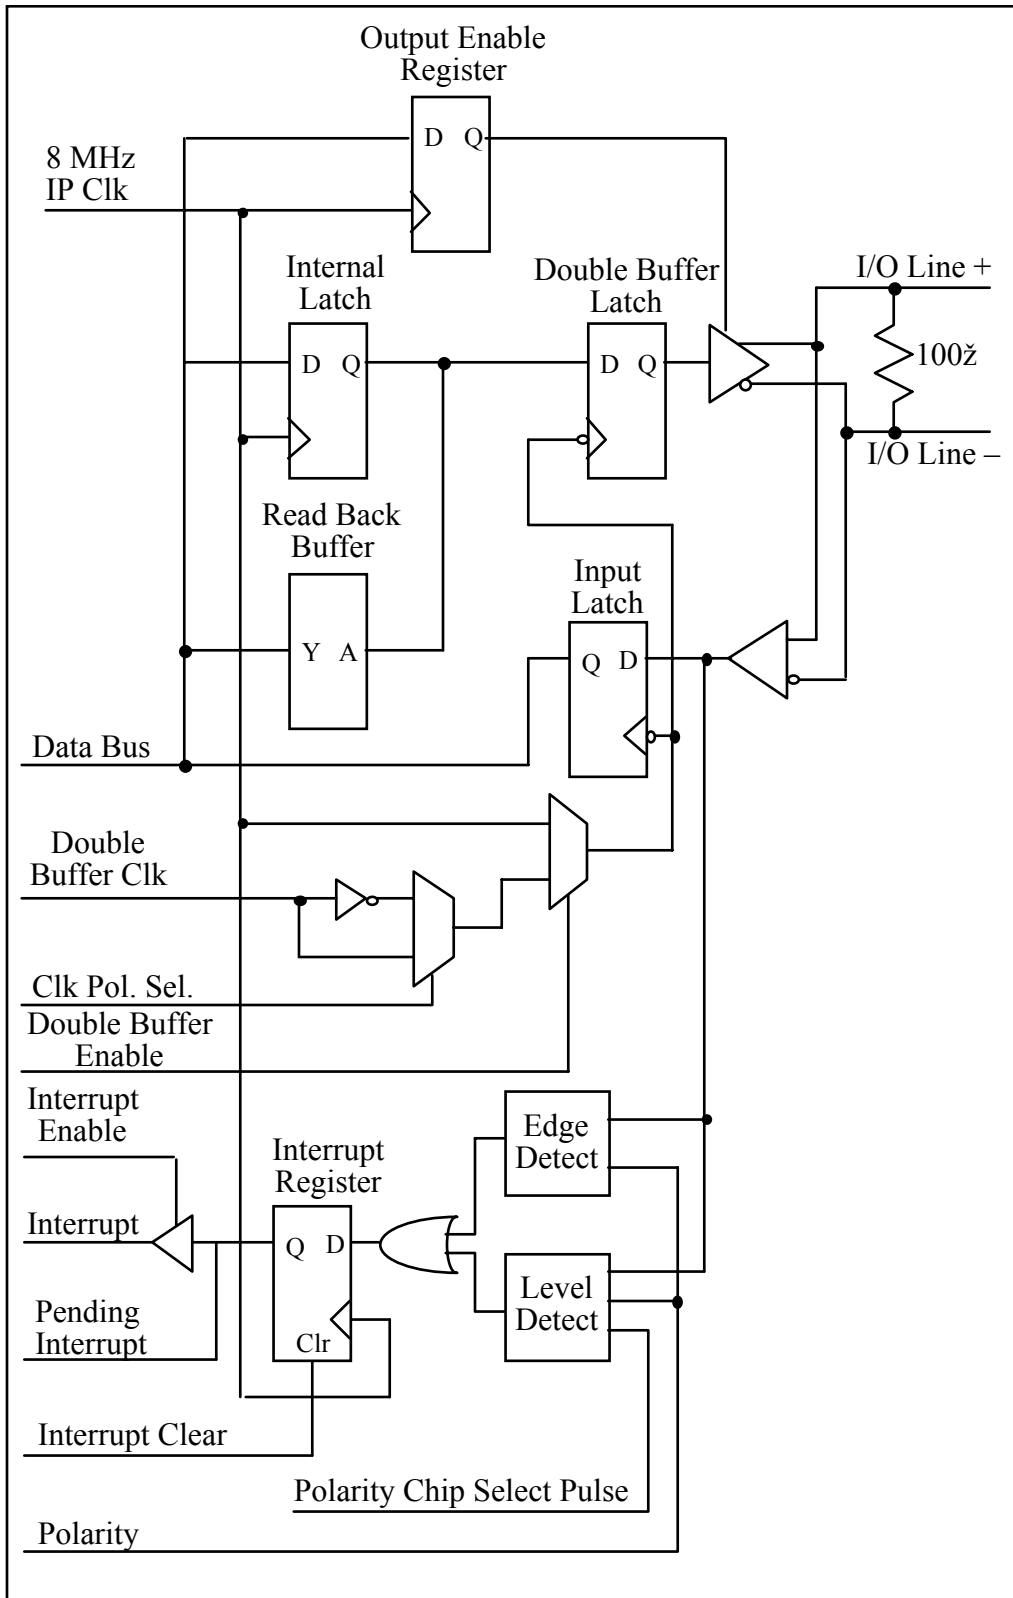 Output Enable
Register
D Q
8 MHz
IP Clk
Internal
Latch
Double Buffer
Latch
I/O Line +
D Q
D Q
100ž
I/O Line –
Read Back
Buffer
Input
Latch
Y A
Q D
Data Bus
Double
Buffer Clk
Clk Pol. Sel.
Double Buffer
Enable
Interrupt
Enable
Edge
Detect
Interrupt
Register
Interrupt
Q D
Level
Detect
Pending
Interrupt
Clr
Interrupt Clear
Polarity Chip Select Pulse
Polarity